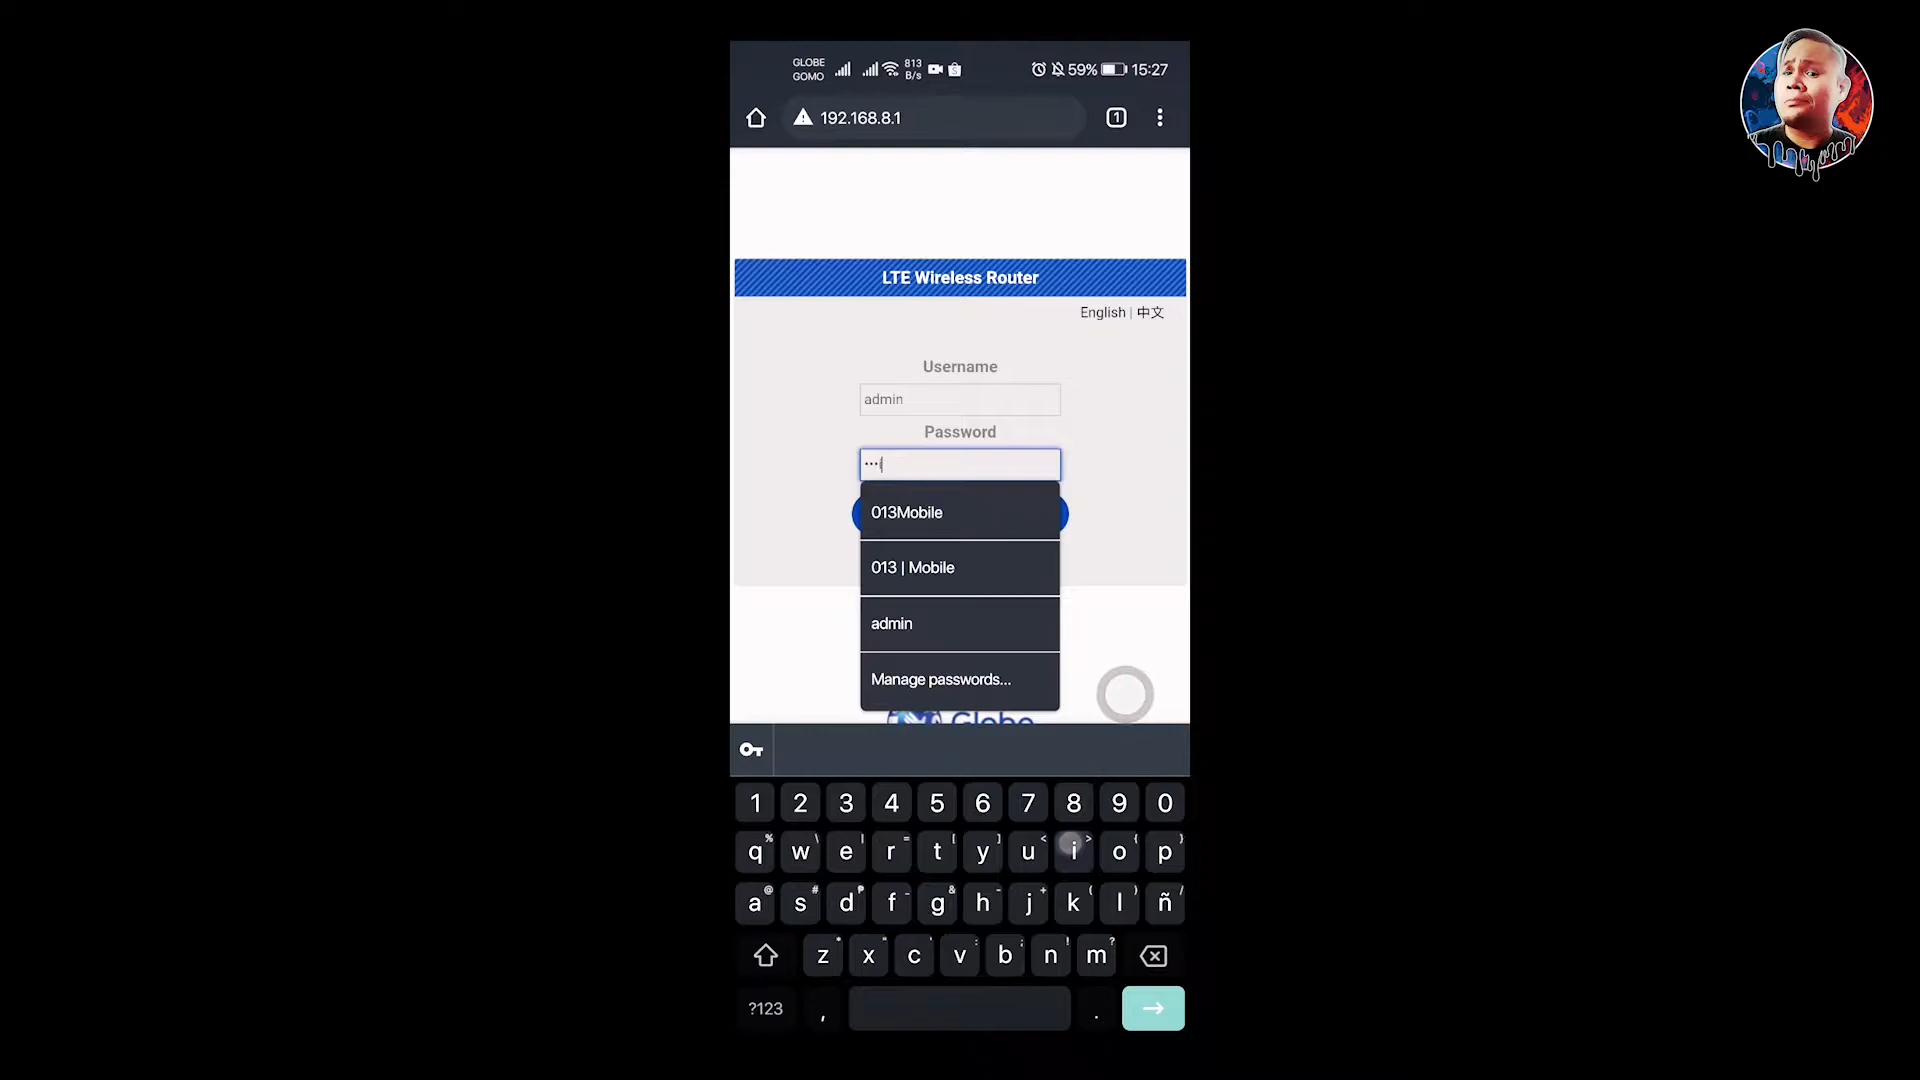 GLOBE
GOMO
813
B/s
59%
15:27
192.168.8.1
1
LTE Wireless Router
English | 中文
Username
admin
Password
•••i
013Mobile
013 | Mobile
admin
Manage passwords...
Globe
1 2 3 4 5 6 7 8 9 0
q w e r t y u i o p
a s d f g h j k l ñ
z x c v b n m
?123 , .